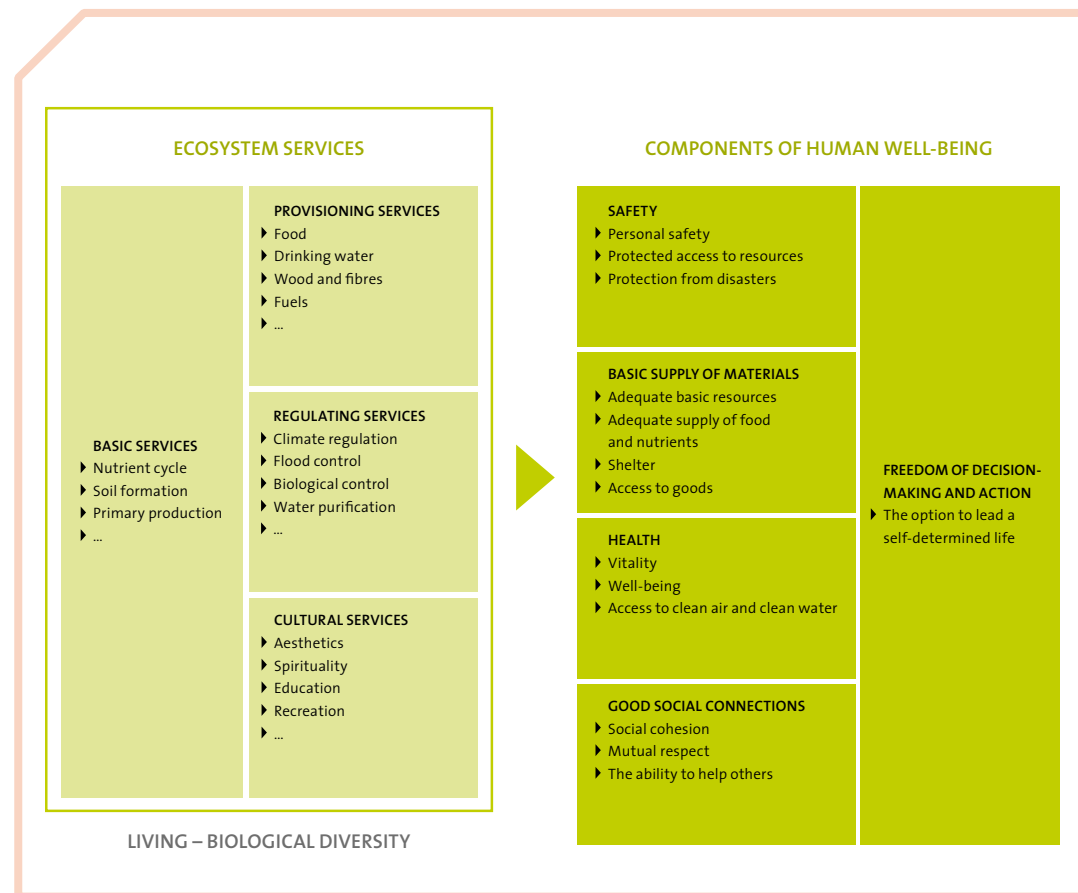 ECOSYSTEM SERVICES
BASIC SERVICES
Nutrient cycle
Soil formation
Primary production
...
PROVISIONING SERVICES
Food
Drinking water
Wood and fibres
Fuels
...
REGULATING SERVICES
Climate regulation
Flood control
Biological control
Water purification
...
CULTURAL SERVICES
Aesthetics
Spirituality
Education
Recreation
...
LIVING – BIOLOGICAL DIVERSITY
COMPONENTS OF HUMAN WELL-BEING
SAFETY
Personal safety
Protected access to resources
Protection from disasters
BASIC SUPPLY OF MATERIALS
Adequate basic resources
Adequate supply of food
and nutrients
Shelter
Access to goods
HEALTH
Vitality
Well-being
Access to clean air and clean water
GOOD SOCIAL CONNECTIONS
Social cohesion
Mutual respect
The ability to help others
FREEDOM OF DECISION-
MAKING AND ACTION
The option to lead a
self-determined life